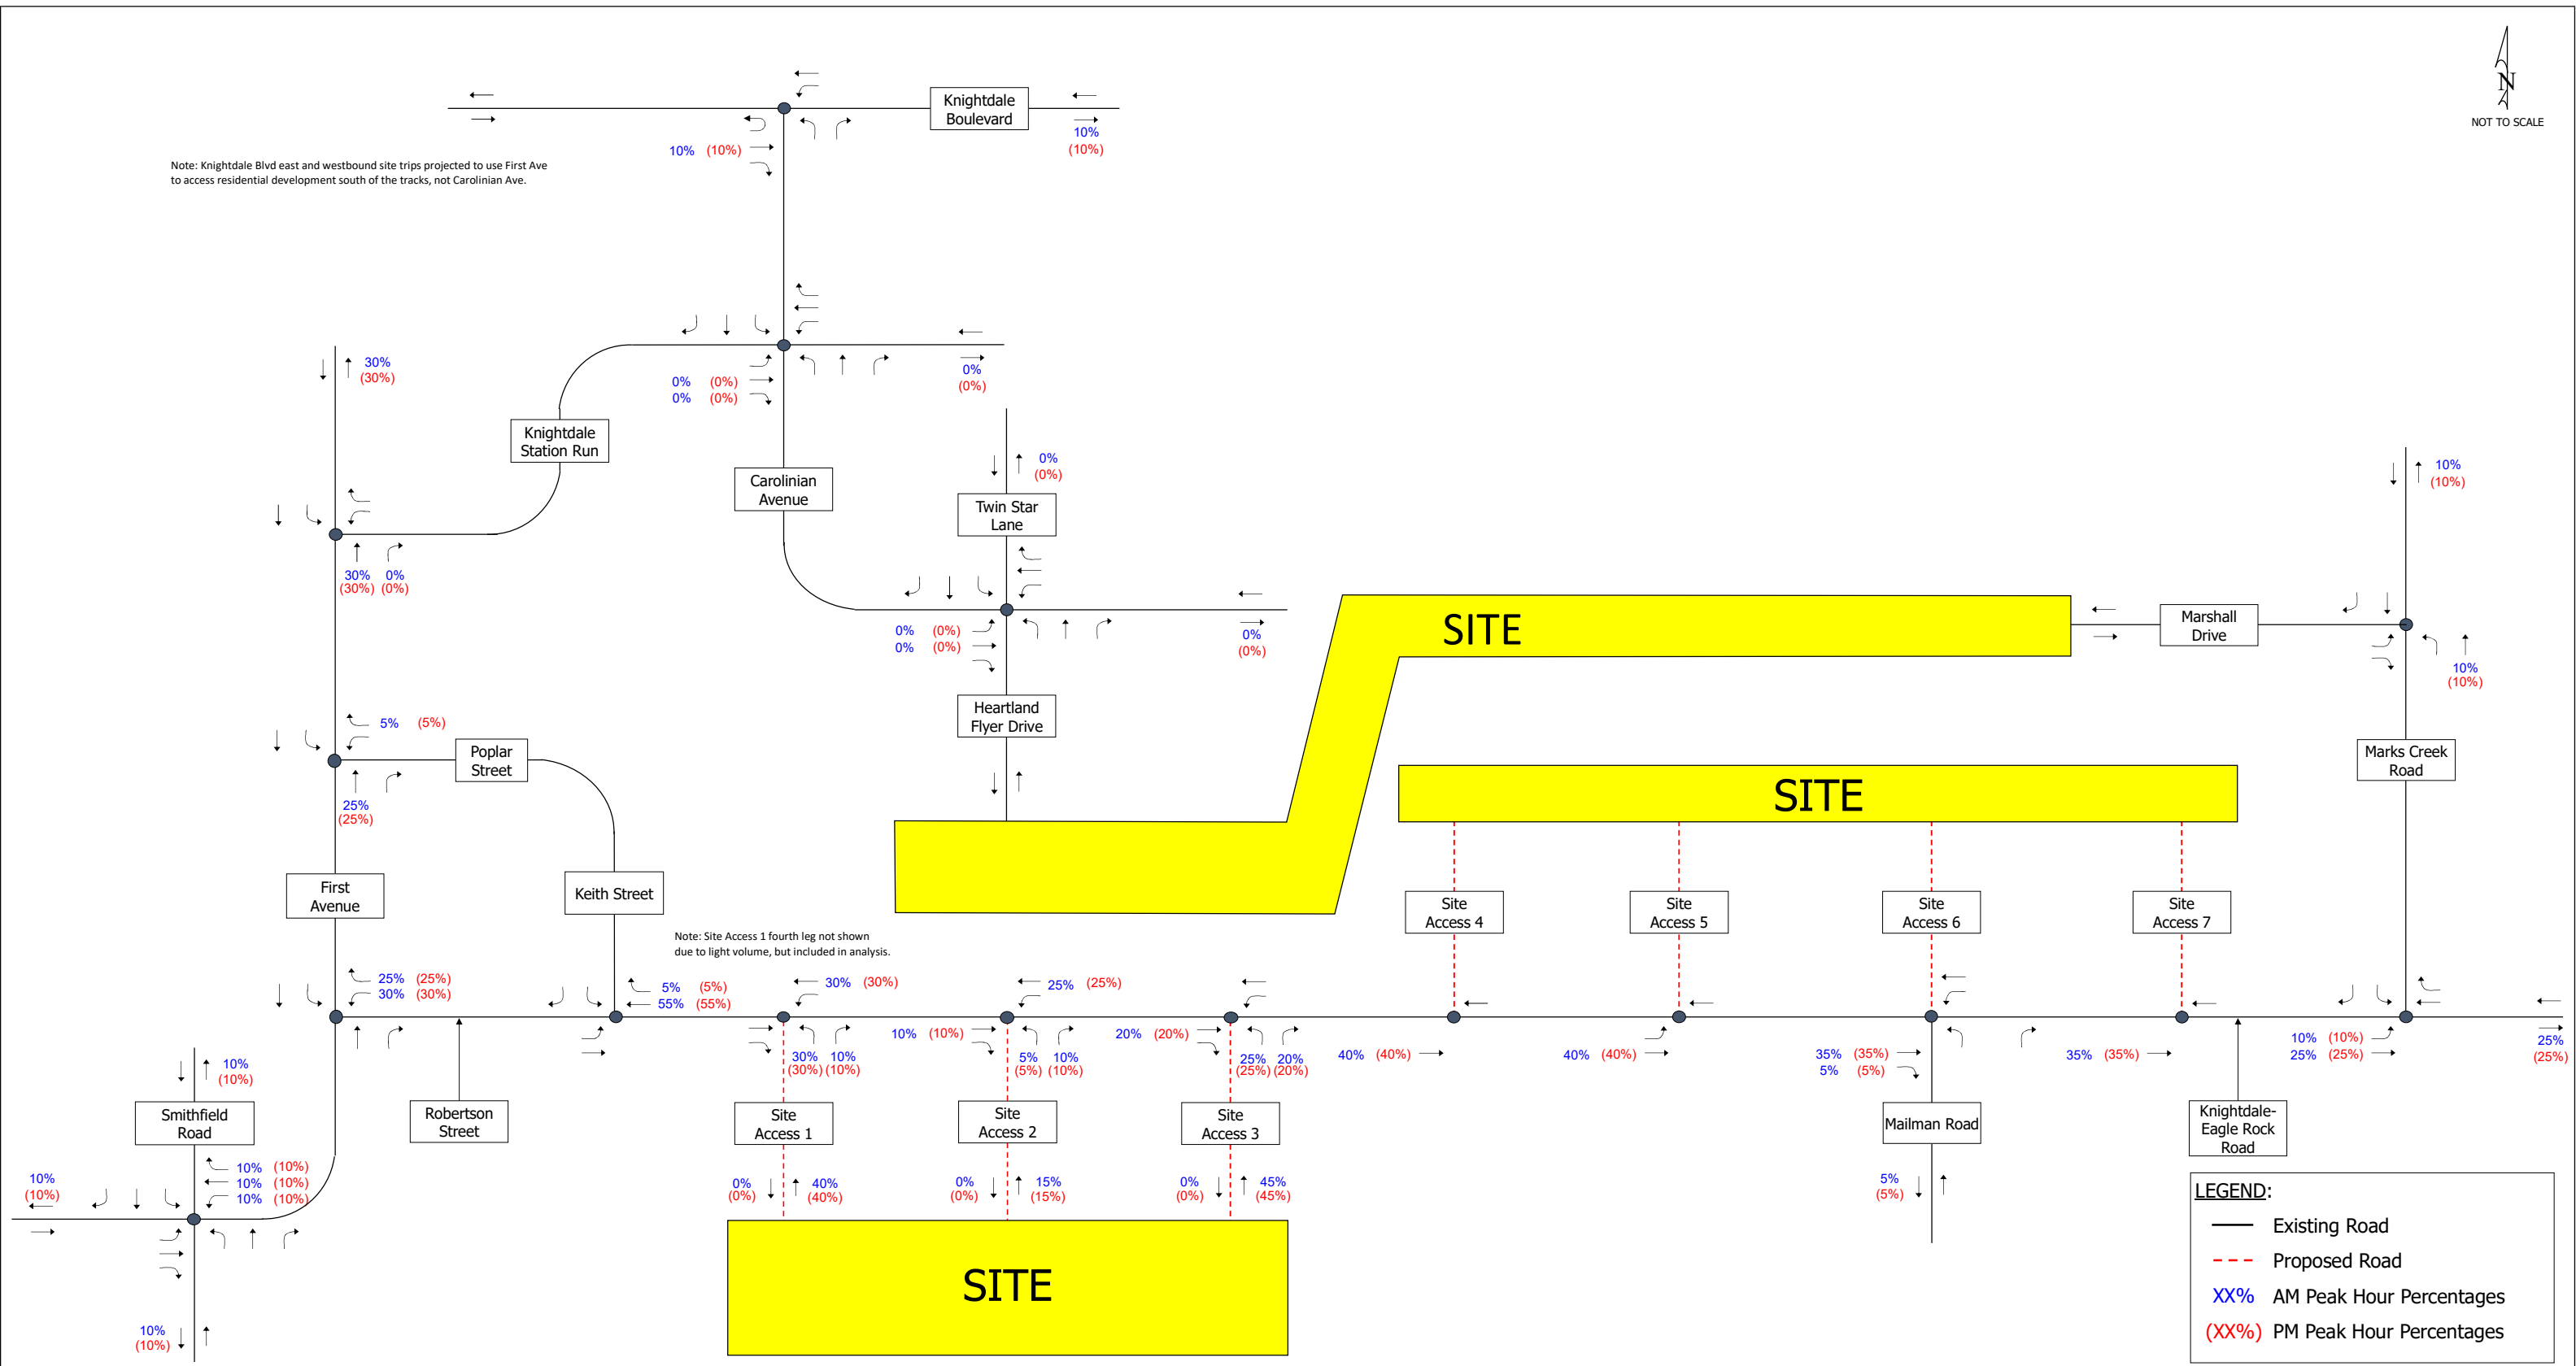 N
NOT TO SCALE
Knightdale
Boulevard
10%
(10%)
10% (10%)
Note: Knightdale Blvd east and westbound site trips projected to use First Ave
to access residential development south of the tracks, not Carolinian Ave.
30%
(30%)
0% (0%)
0% (0%)
0%
(0%)
Knightdale
Station Run
Carolinian
Avenue
0%
(0%)
Twin Star
Lane
10%
(10%)
30% 0%
(30%) (0%)
0% (0%)
0% (0%)
0%
(0%)
SITE
Marshall
Drive
10%
(10%)
Heartland
Flyer Drive
5% (5%)
Poplar
Street
25%
(25%)
Marks Creek
Road
SITE
First
Avenue
Keith Street
Site
Access 4
Site
Access 5
Site
Access 6
Site
Access 7
Note: Site Access 1 fourth leg not shown
due to light volume, but included in analysis.
25% (25%)
30% (30%)
5% (5%)
55% (55%)
30% (30%)
25% (25%)
30% 10%
(30%) (10%)
10% (10%)
5% 10%
(5%) (10%)
20% (20%)
25% 20%
(25%) (20%)
40% (40%)
40% (40%)
35% (35%)
5% (5%)
35% (35%)
10% (10%)
25% (25%)
25%
(25%)
10%
(10%)
Smithfield
Road
Robertson
Street
Site
Access 1
Site
Access 2
Site
Access 3
Mailman Road
Knightdale-
Eagle Rock
Road
10%
(10%)
10% (10%)
10% (10%)
10% (10%)
0%
(0%)
40%
(40%)
0%
(0%)
15%
(15%)
0%
(0%)
45%
(45%)
5%
(5%)
SITE
10%
(10%)
LEGEND:
Existing Road
Proposed Road
XX% AM Peak Hour Percentages
(XX%) PM Peak Hour Percentages